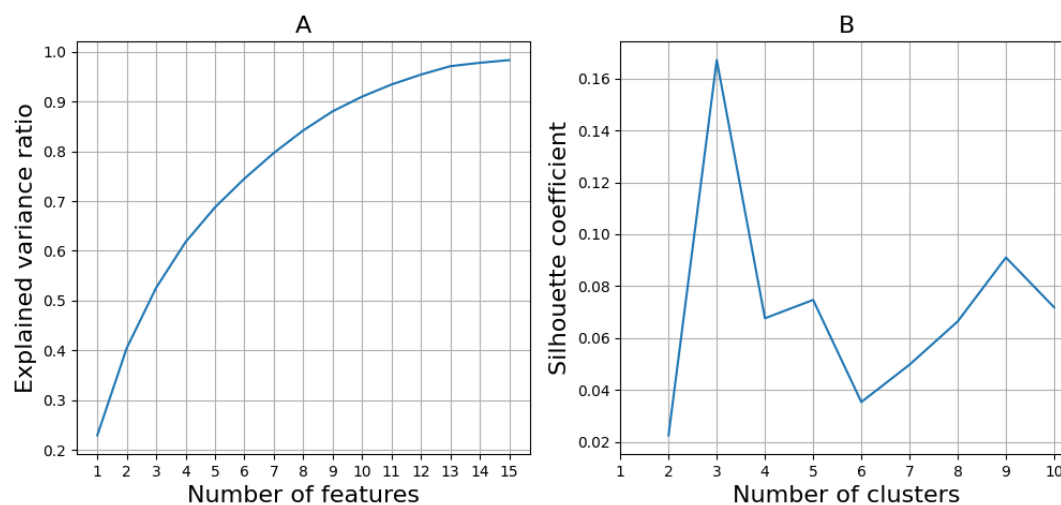 A
Explained variance ratio
1.0
0.9
0.8
0.7
0.6
0.5
0.4
0.3
0.2
1 2 3 4 5 6 7 8 9 10 11 12 13 14 15
Number of features
B
Silhouette coefficient
0.16
0.14
0.12
0.10
0.08
0.06
0.04
0.02
1 2 3 4 5 6 7 8 9 10
Number of clusters